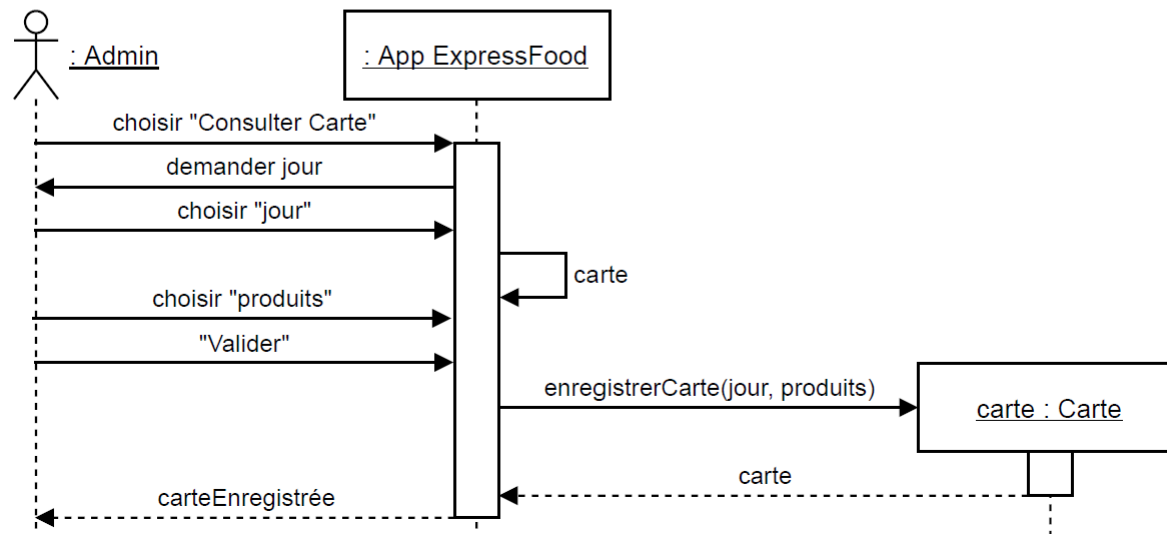 : Admin
: App ExpressFood
choisir "Consulter Carte"
demander jour
choisir "jour"
carte
choisir "produits"
"Valider"
enregistrerCarte(jour, produits)
carte : Carte
carte
carteEnregistrée